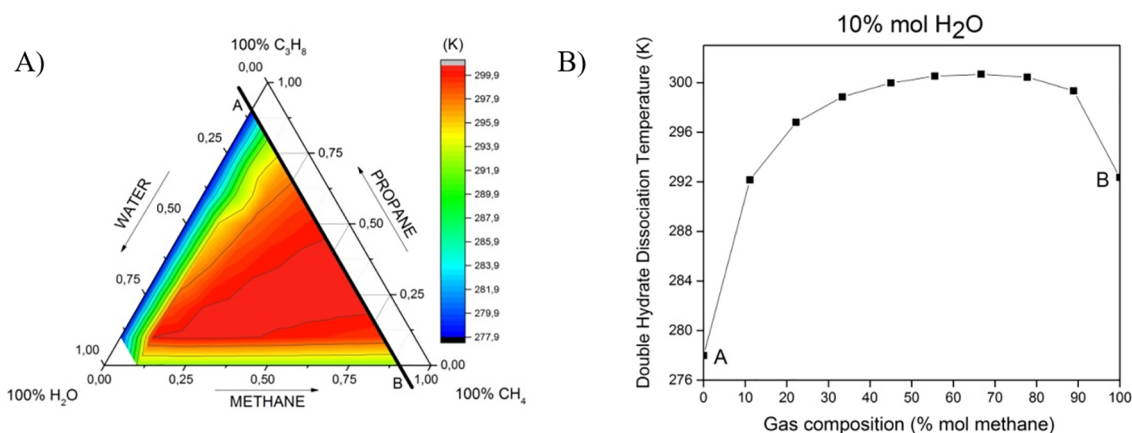 A)
100% C3H8
(K)
0,00
1,00
A
0,25
0,75
WATER
PROPANE
0,50
0,50
0,75
0,25
1,00
0,00
0,00
0,25
0,50
0,75
1,00
B
100% H2O
METHANE
100% CH4
299,9
297,9
295,9
293,9
291,9
289,9
287,9
285,9
283,9
281,9
279,9
277,9
B)
10% mol H2O
Double Hydrate Dissociation Temperature (K)
300
296
292
288
284
280
276
A
B
0
10
20
30
40
50
60
70
80
90
100
Gas composition (% mol methane)